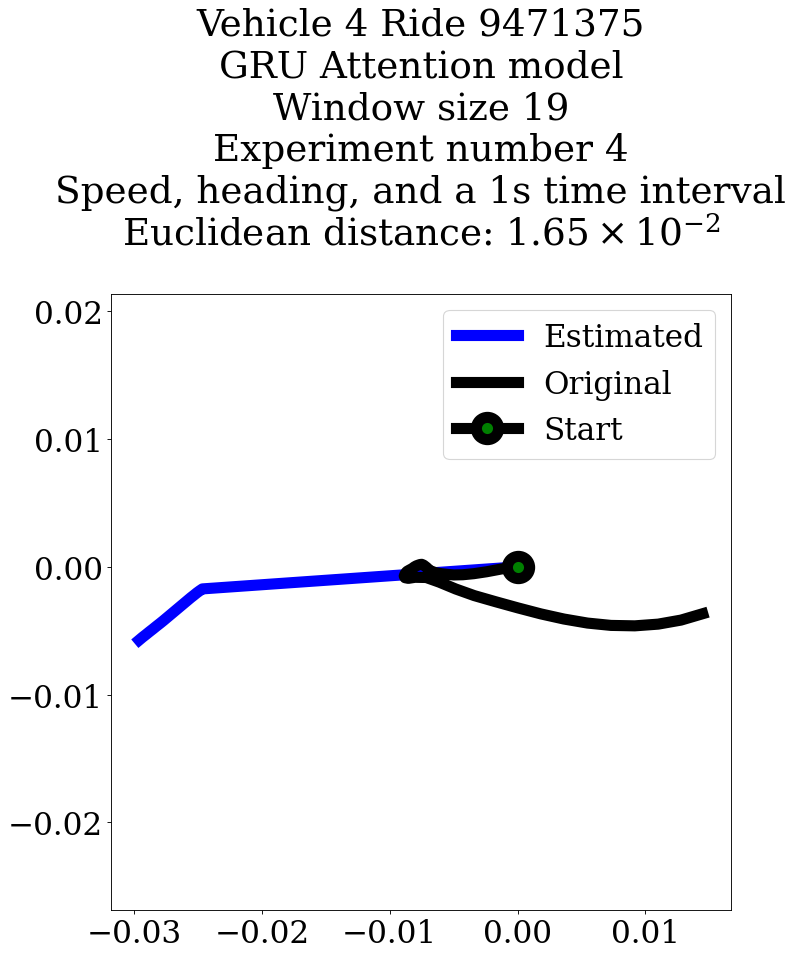 Vehicle 4 Ride 9471375
GRU Attention model
Window size 19
Experiment number 4
Speed, heading, and a 1s time interval
Euclidean distance: 1.65 × 10⁻²
0.02
0.01
0.00
−0.01
−0.02
Estimated
Original
Start
−0.03 −0.02 −0.01 0.00 0.01